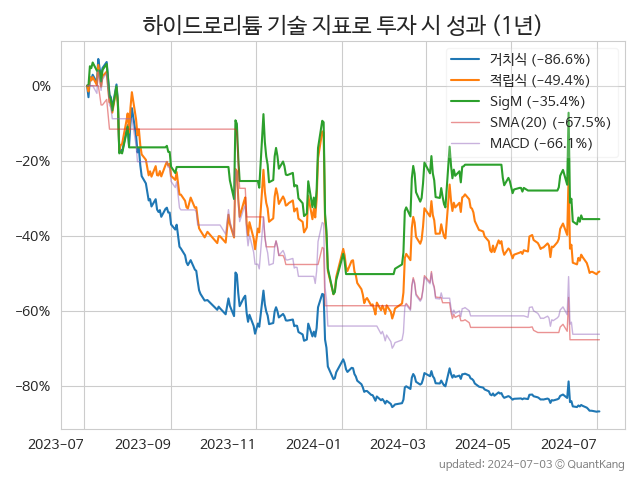 하이드로리튬 기술 지표로 투자 시 성과 (1년)
거치식 (−86.6%)
적립식 (−49.4%)
SigM (−35.4%)
SMA(20) (−67.5%)
MACD (−66.1%)
0%
−20%
−40%
−60%
−80%
2023-07 2023-09 2023-11 2024-01 2024-03 2024-05 2024-07
updated: 2024-07-03 © QuantKang